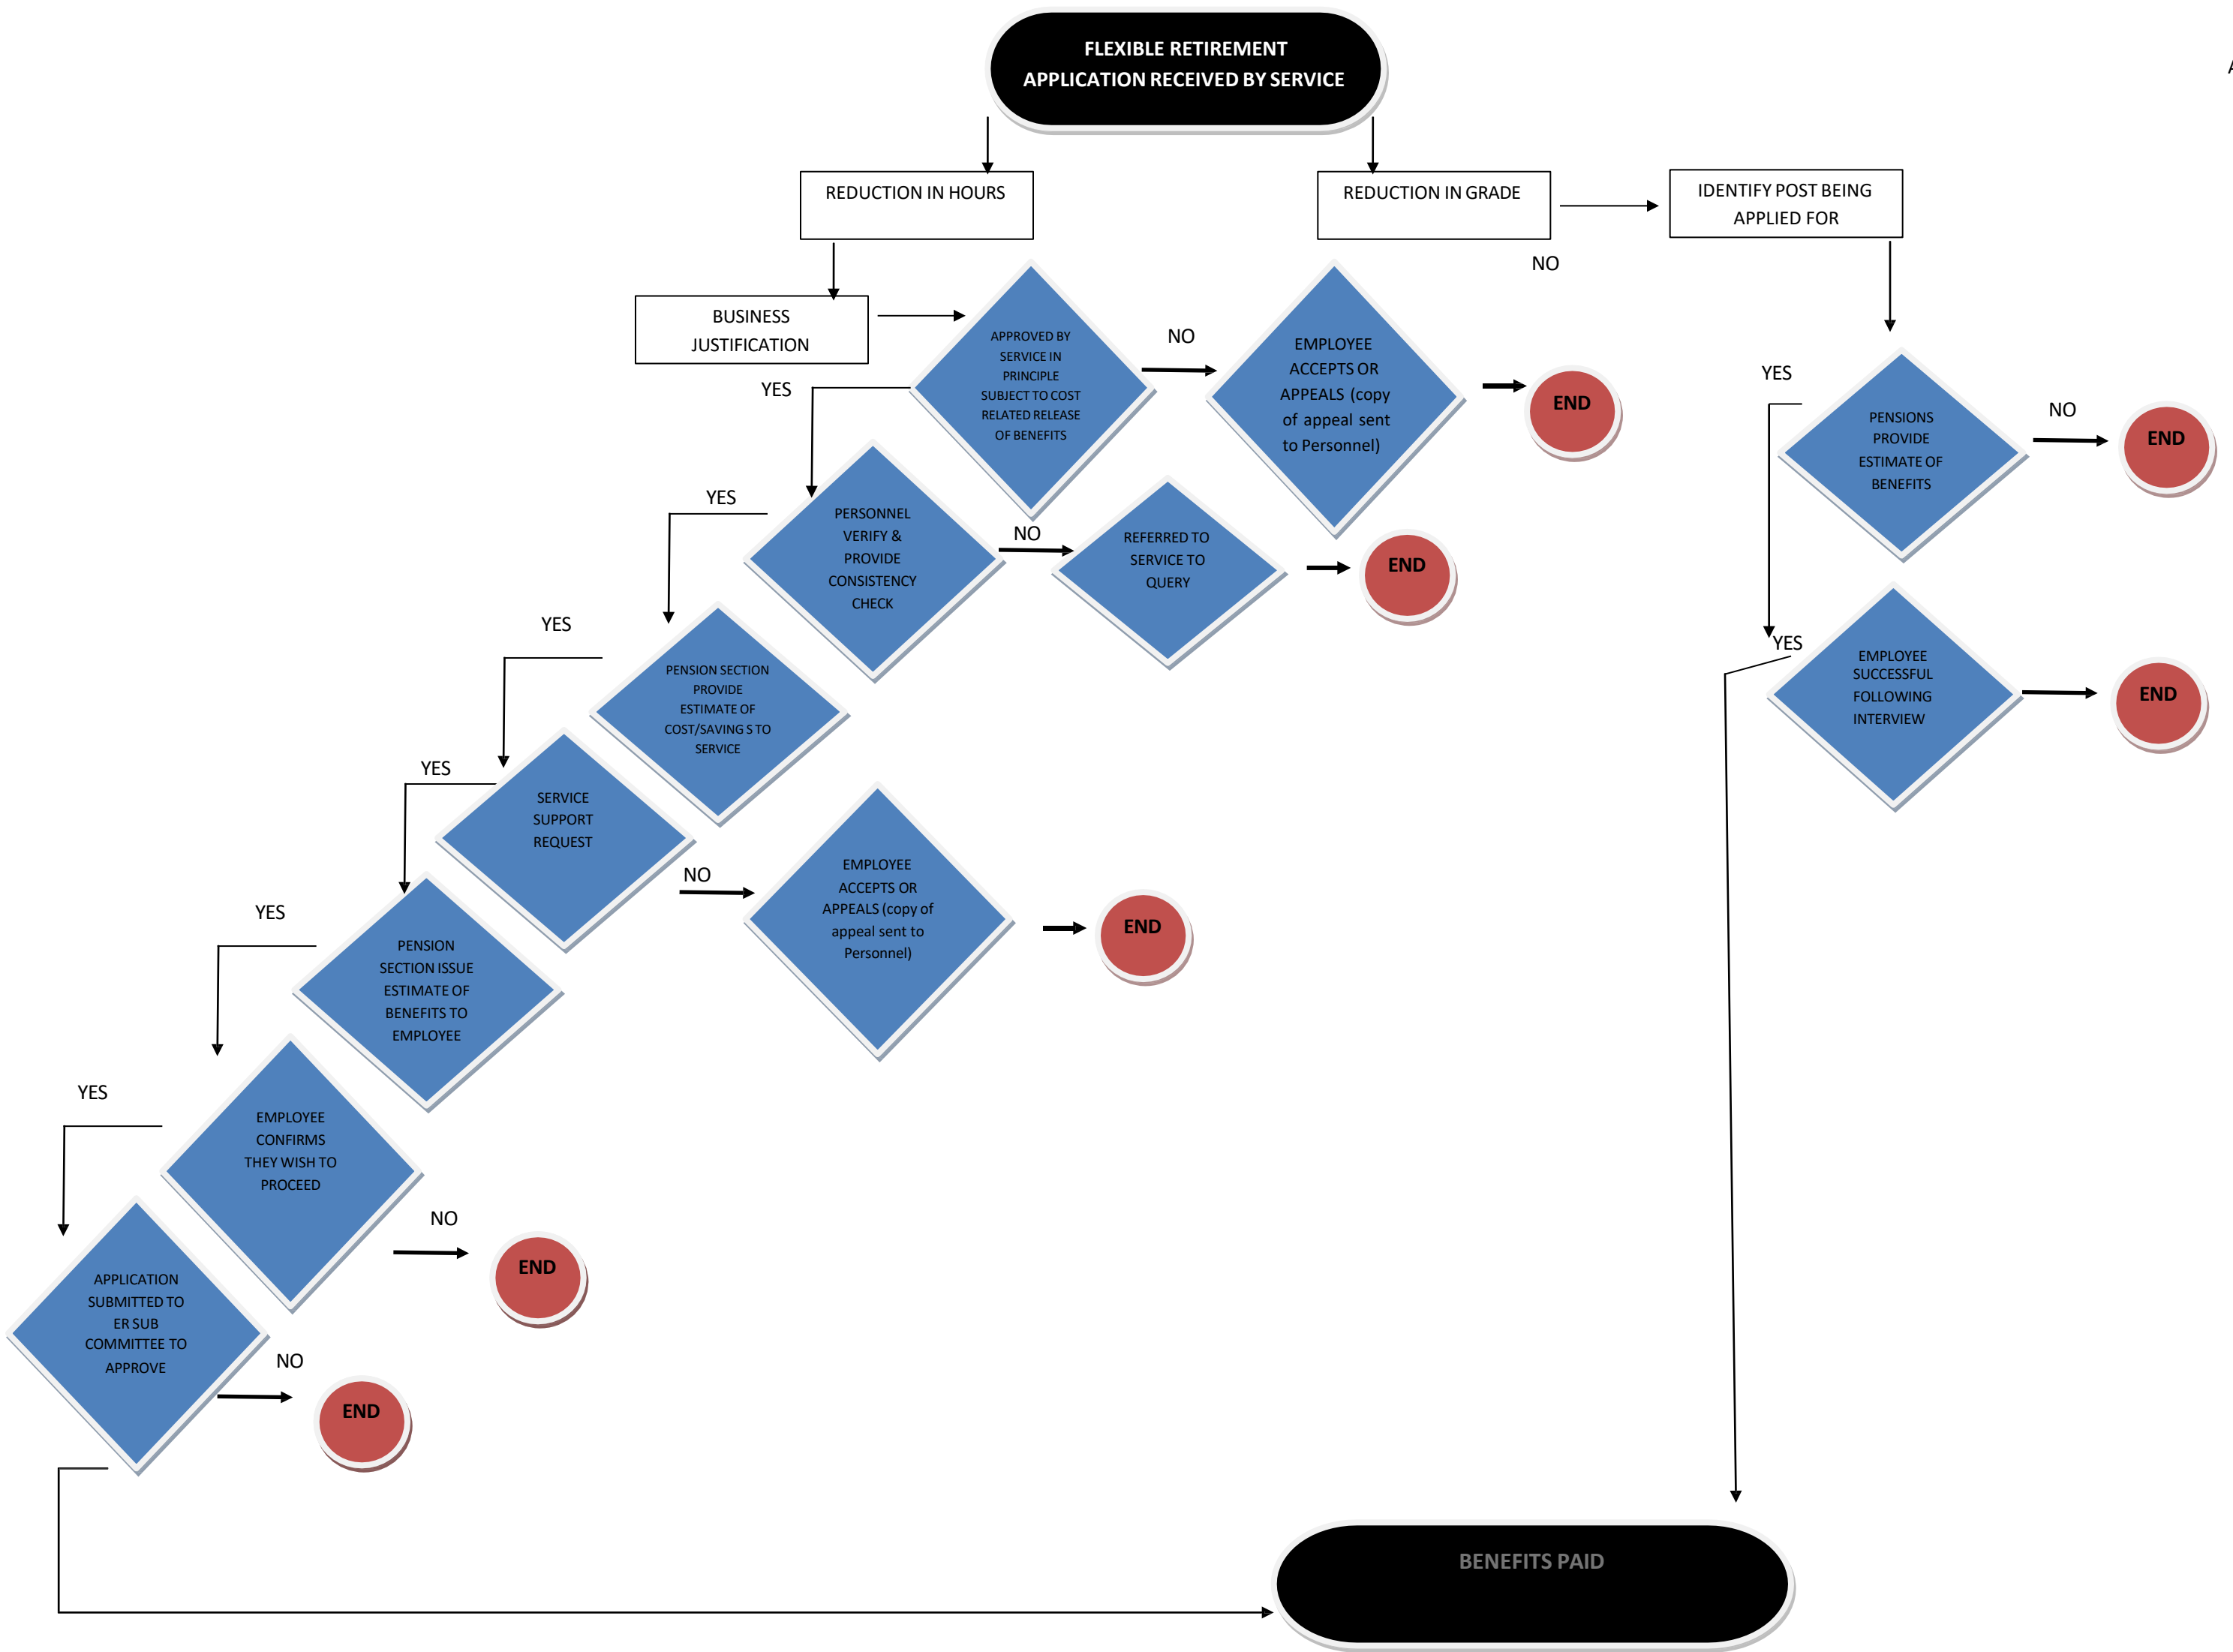 FLEXIBLE RETIREMENT
APPLICATION RECEIVED BY SERVICE
A
REDUCTION IN HOURS
REDUCTION IN GRADE
IDENTIFY POST BEING
APPLIED FOR
NO
BUSINESS
JUSTIFICATION
APPROVED BY
SERVICE IN
PRINCIPLE
SUBJECT TO COST
RELATED RELEASE
OF BENEFITS
NO
EMPLOYEE
ACCEPTS OR
APPEALS (copy
of appeal sent
to Personnel)
END
YES
YES
PENSIONS
PROVIDE
ESTIMATE OF
BENEFITS
NO
END
YES
PERSONNEL
VERIFY &
PROVIDE
CONSISTENCY
CHECK
NO
REFERRED TO
SERVICE TO
QUERY
END
YES
PENSION SECTION
PROVIDE
ESTIMATE OF
COST/SAVING S TO
SERVICE
YES
EMPLOYEE
SUCCESSFUL
FOLLOWING
INTERVIEW
END
YES
SERVICE
SUPPORT
REQUEST
NO
EMPLOYEE
ACCEPTS OR
APPEALS (copy of
appeal sent to
Personnel)
END
YES
PENSION
SECTION ISSUE
ESTIMATE OF
BENEFITS TO
EMPLOYEE
YES
EMPLOYEE
CONFIRMS
THEY WISH TO
PROCEED
NO
END
APPLICATION
SUBMITTED TO
ER SUB
COMMITTEE TO
APPROVE
NO
END
BENEFITS PAID